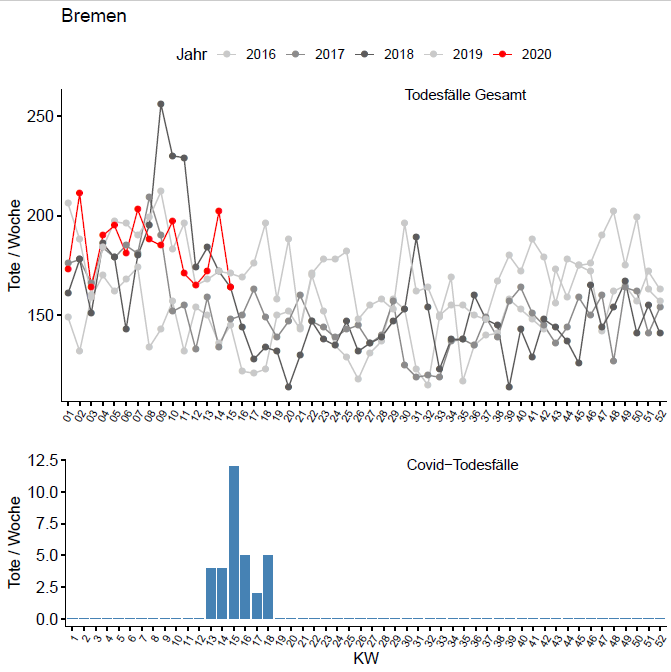 Bremen
Jahr 2016 2017 2018 2019 2020
Todesfälle Gesamt
250
200
150
Tote / Woche
01 02 03 04 05 06 07 08 09 10 11 12 13 14 15 16 17 18 19 20 21 22 23 24 25 26 27 28 29 30 31 32 33 34 35 36 37 38 39 40 41 42 43 44 45 46 47 48 49 50 51 52
Covid−Todesfälle
12.5
10.0
7.5
5.0
2.5
0.0
Tote / Woche
1 2 3 4 5 6 7 8 9 10 11 12 13 14 15 16 17 18 19 20 21 22 23 24 25 26 27 28 29 30 31 32 33 34 35 36 37 38 39 40 41 42 43 44 45 46 47 48 49 50 51 52
KW